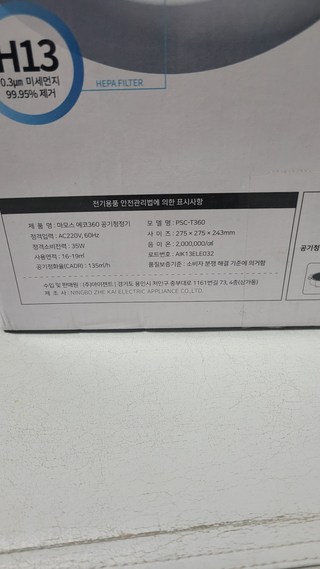 H13
0.3㎛ 미세먼지
99.95% 제거
HEPA FILTER
전기용품 안전관리법에 의한 표시사항
제 품 명 : 마모스 에코360 공기청정기
정격입력 : AC220V, 60Hz
정격소비전력 : 35W
사용면적 : 16-19㎡
공기청화율(CADR) : 135㎥/h
모 델 명 : PSC-T360
사 이 즈 : 275 × 275 × 243mm
음 이 온 : 2,000,000/㎤
로트번호 : AIK13ELE032
품질보증기준 : 소비자 분쟁 해결 기준에 의거함
수입 및 판매원 : (주)아이젠트 | 경기도 용인시 처인구 중부대로 1161번길 73, 4층(삼가동)
제 조 사 : NINGBO ZHE KAI ELECTRIC APPLIANCE CO.,LTD.
공기청